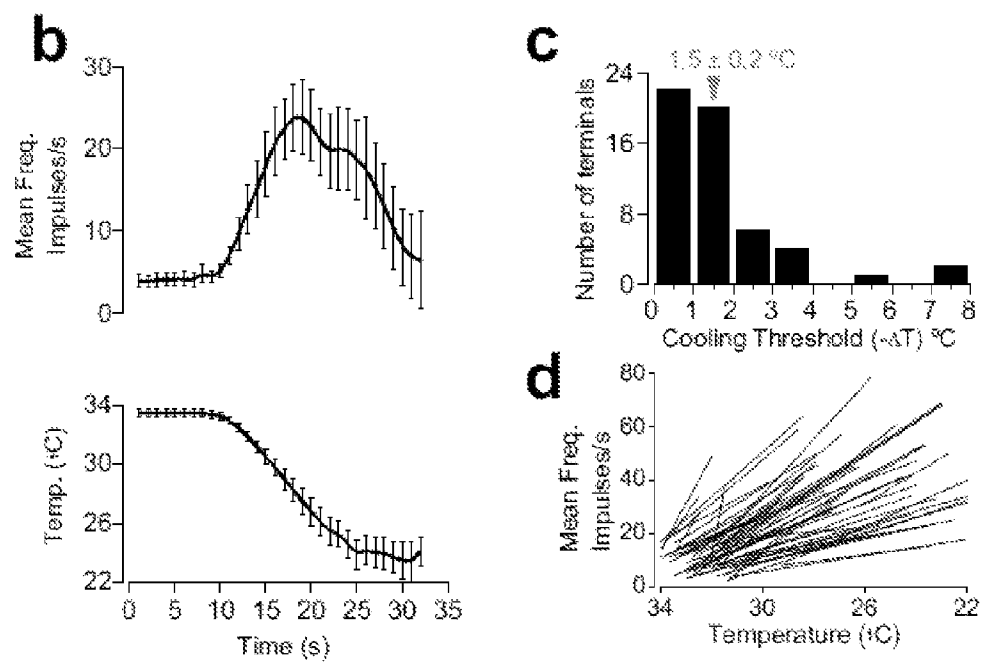 b
30
20
10
0
Mean Freq.
Impulses/s
34
30
26
22
Temp. (°C)
0 5 10 15 20 25 30 35
Time (s)
c
1.5 ± 0.2 ºC
24
16
8
0
Number of terminals
0 1 2 3 4 5 6 7 8
Cooling Threshold (-ΔT) ºC
d
80
60
40
20
0
Mean Freq.
Impulses/s
34 30 26 22
Temperature (°C)